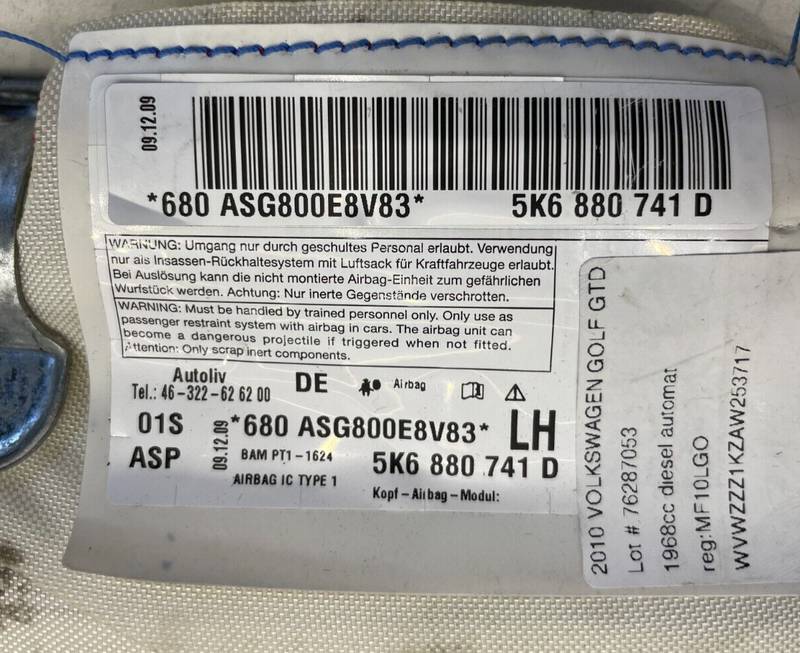 09.12.09
*680 ASG800E8V83* 5K6 880 741 D
WARNUNG: Umgang nur durch geschultes Personal erlaubt. Verwendung
nur als Insassen-Rückhaltesystem mit Luftsack für Kraftfahrzeuge erlaubt.
Bei Auslösung kann die nicht montierte Airbag-Einheit zum gefährlichen
Wurfstück werden. Achtung: Nur inerte Gegenstände verschrotten.
WARNING: Must be handled by trained personnel only. Only use as
passenger restraint system with airbag in cars. The airbag unit can
become a dangerous projectile if triggered when not fitted.
Attention: Only scrap inert components.
Autoliv
Tel.: 46-322-62 62 00
DE
Airbag
01S
ASP
09.12.09
*680 ASG800E8V83*
LH
BAM PT1-1624
5K6 880 741 D
AIRBAG IC TYPE 1
Kopf-Airbag-Modul:
2010 VOLKSWAGEN GOLF GTD
Lot # 76287053
1968cc diesel automat
reg:MF10LGO
WVWZZZ1KZAW253717